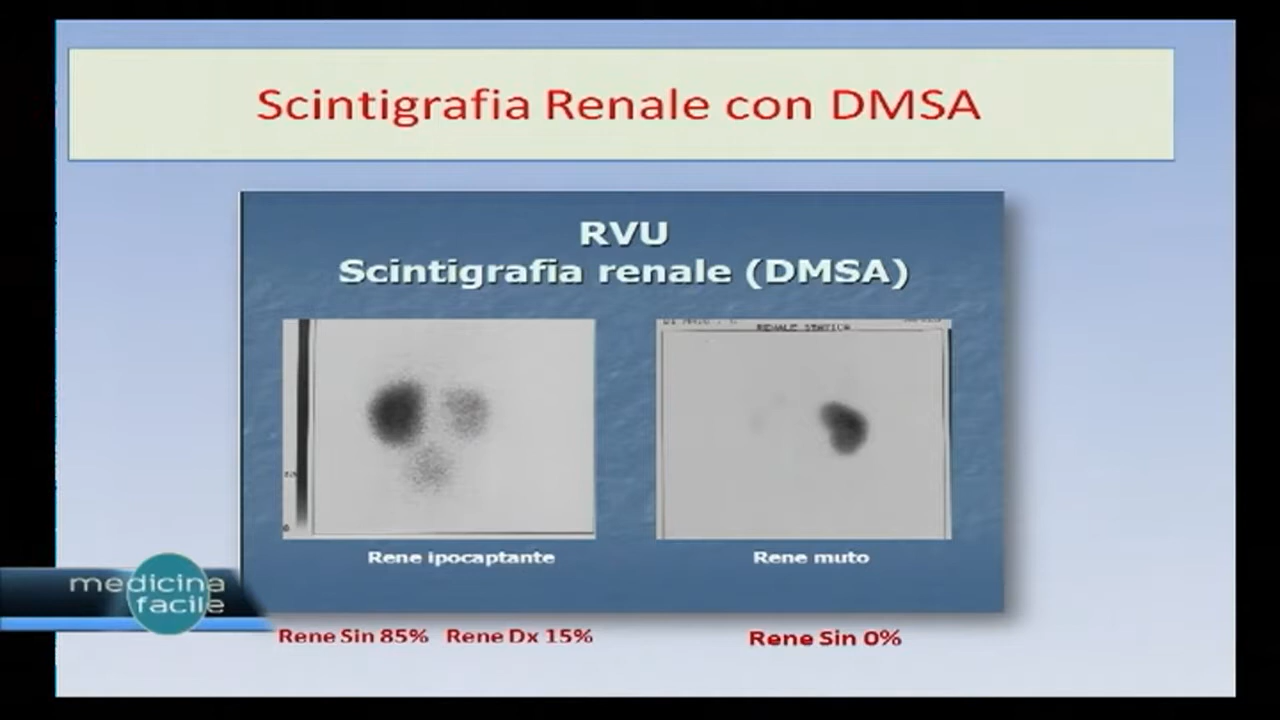 Scintigrafia Renale con DMSA
RVU
Scintigrafia renale (DMSA)
RENALE STATICA
Rene ipocaptante
Rene muto
medicina
facile
Rene Sin 85% Rene Dx 15%
Rene Sin 0%